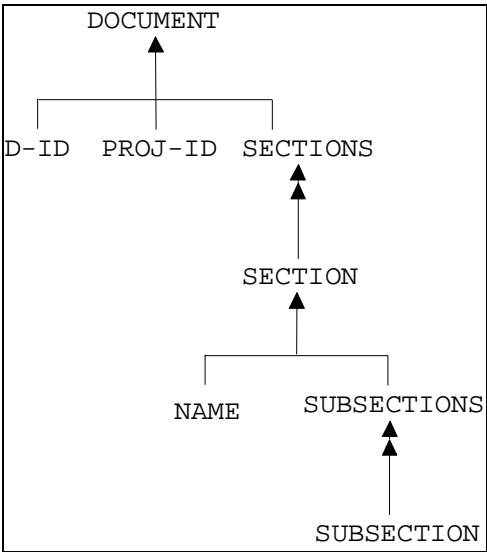 DOCUMENT
D-ID PROJ-ID SECTIONS
SECTION
NAME SUBSECTIONS
SUBSECTION